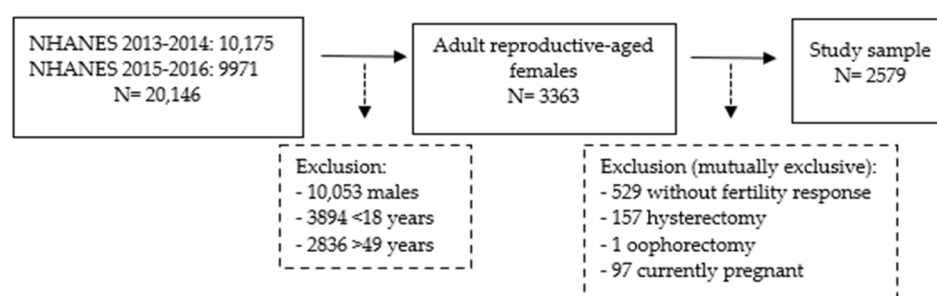 NHANES 2013-2014: 10,175
NHANES 2015-2016: 9971
N= 20,146
Adult reproductive-aged
females
N= 3363
Study sample
N= 2579
Exclusion:
- 10,053 males
- 3894 <18 years
- 2836 >49 years
Exclusion (mutually exclusive):
- 529 without fertility response
- 157 hysterectomy
- 1 oophorectomy
- 97 currently pregnant